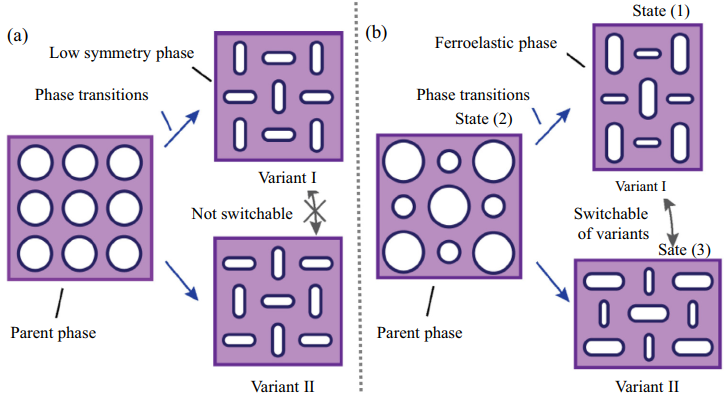 (a)
Low symmetry phase
Phase transitions
Variant I
Not switchable
Parent phase
Variant II
(b)
State (1)
Ferroelastic phase
Phase transitions
State (2)
Variant I
Switchable
of variants
Sate (3)
Parent phase
Variant II